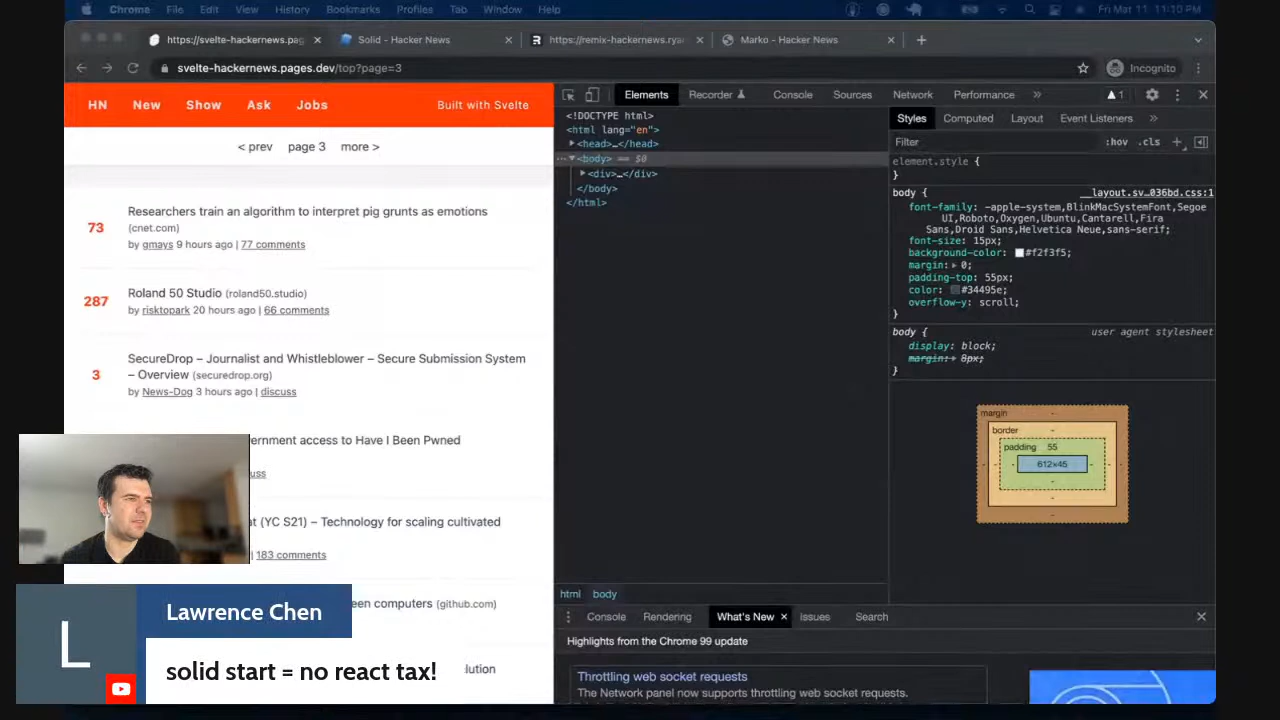 Chrome File Edit View History Bookmarks Profiles Tab Window Help Fri Mar 11 11:10 PM
https://svelte-hackernews.pag × Solid - Hacker News × https://remix-hackernews.rya × Marko - Hacker News × +
svelte-hackernews.pages.dev/top?page=3 Incognito
HN New Show Ask Jobs Built with Svelte
< prev page 3 more >
73
Researchers train an algorithm to interpret pig grunts as emotions
(cnet.com)
by gmays 9 hours ago | 77 comments
287
Roland 50 Studio (roland50.studio)
by risktopark 20 hours ago | 66 comments
3
SecureDrop – Journalist and Whistleblower – Secure Submission System
– Overview (securedrop.org)
by News-Dog 3 hours ago | discuss
ernment access to Have I Been Pwned
uss
at (YC S21) – Technology for scaling cultivated
| 183 comments
een computers (github.com)
lution
Elements Recorder Console Sources Network Performance » 1
<!DOCTYPE html>
<html lang="en">
<head>…</head>
… <body> == $0
<div>…</div>
</body>
</html>
html body
Styles Computed Layout Event Listeners »
Filter :hov .cls +
element.style {
}
body { __layout.sv…036bd.css:1
font-family: -apple-system,BlinkMacSystemFont,Segoe
UI,Roboto,Oxygen,Ubuntu,Cantarell,Fira
Sans,Droid Sans,Helvetica Neue,sans-serif;
font-size: 15px;
background-color: #f2f3f5;
margin: 0;
padding-top: 55px;
color: #34495e;
overflow-y: scroll;
}
body { user agent stylesheet
display: block;
margin: 8px;
}
margin -
border -
padding 55
- - - 612×45 - - -
-
-
-
Console Rendering What's New × Issues Search
Highlights from the Chrome 99 update
Throttling web socket requests
The Network panel now supports throttling web socket requests.
L
Lawrence Chen
solid start = no react tax!